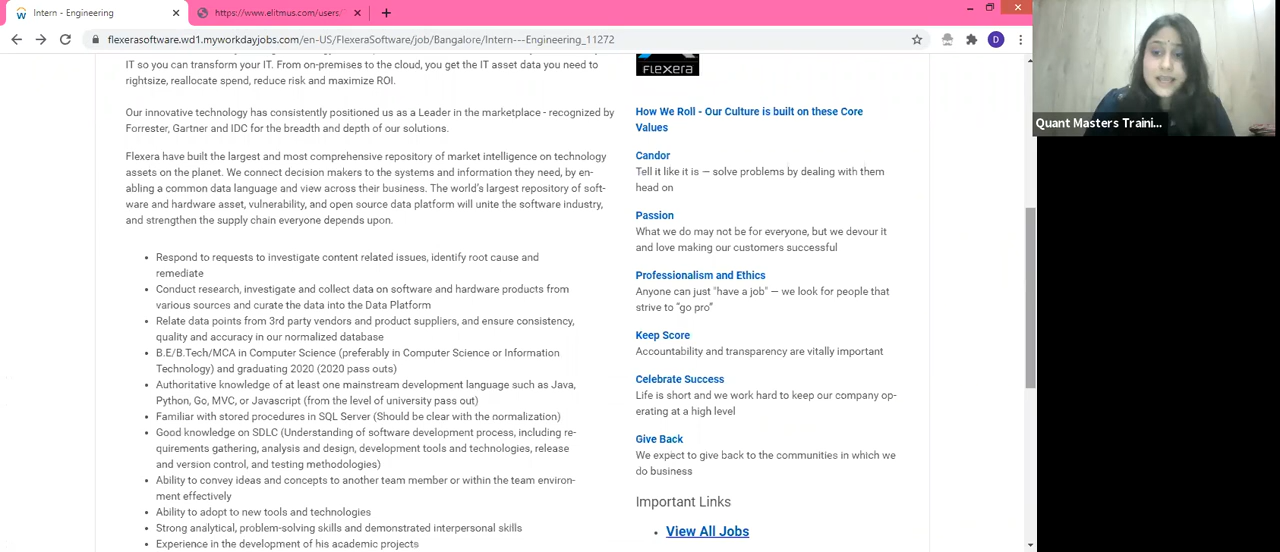 Intern - Engineering
https://www.elitmus.com/users/
flexerasoftware.wd1.myworkdayjobs.com/en-US/FlexeraSoftware/job/Bangalore/Intern---Engineering_11272
D
Quant Masters Traini...
IT so you can transform your IT. From on-premises to the cloud, you get the IT asset data you need to
rightsize, reallocate spend, reduce risk and maximize ROI.
Our innovative technology has consistently positioned us as a Leader in the marketplace - recognized by
Forrester, Gartner and IDC for the breadth and depth of our solutions.
Flexera have built the largest and most comprehensive repository of market intelligence on technology
assets on the planet. We connect decision makers to the systems and information they need, by en-
abling a common data language and view across their business. The world's largest repository of soft-
ware and hardware asset, vulnerability, and open source data platform will unite the software industry,
and strengthen the supply chain everyone depends upon.
• Respond to requests to investigate content related issues, identify root cause and
remediate
• Conduct research, investigate and collect data on software and hardware products from
various sources and curate the data into the Data Platform
• Relate data points from 3rd party vendors and product suppliers, and ensure consistency,
quality and accuracy in our normalized database
• B.E/B.Tech/MCA in Computer Science (preferably in Computer Science or Information
Technology) and graduating 2020 (2020 pass outs)
• Authoritative knowledge of at least one mainstream development language such as Java,
Python, Go, MVC, or Javascript (from the level of university pass out)
• Familiar with stored procedures in SQL Server (Should be clear with the normalization)
• Good knowledge on SDLC (Understanding of software development process, including re-
quirements gathering, analysis and design, development tools and technologies, release
and version control, and testing methodologies)
• Ability to convey ideas and concepts to another team member or within the team environ-
ment effectively
• Ability to adopt to new tools and technologies
• Strong analytical, problem-solving skills and demonstrated interpersonal skills
• Experience in the development of his academic projects
FLEXERA
How We Roll - Our Culture is built on these Core
Values
Candor
Tell it like it is — solve problems by dealing with them
head on
Passion
What we do may not be for everyone, but we devour it
and love making our customers successful
Professionalism and Ethics
Anyone can just "have a job" — we look for people that
strive to "go pro"
Keep Score
Accountability and transparency are vitally important
Celebrate Success
Life is short and we work hard to keep our company op-
erating at a high level
Give Back
We expect to give back to the communities in which we
do business
Important Links
• View All Jobs